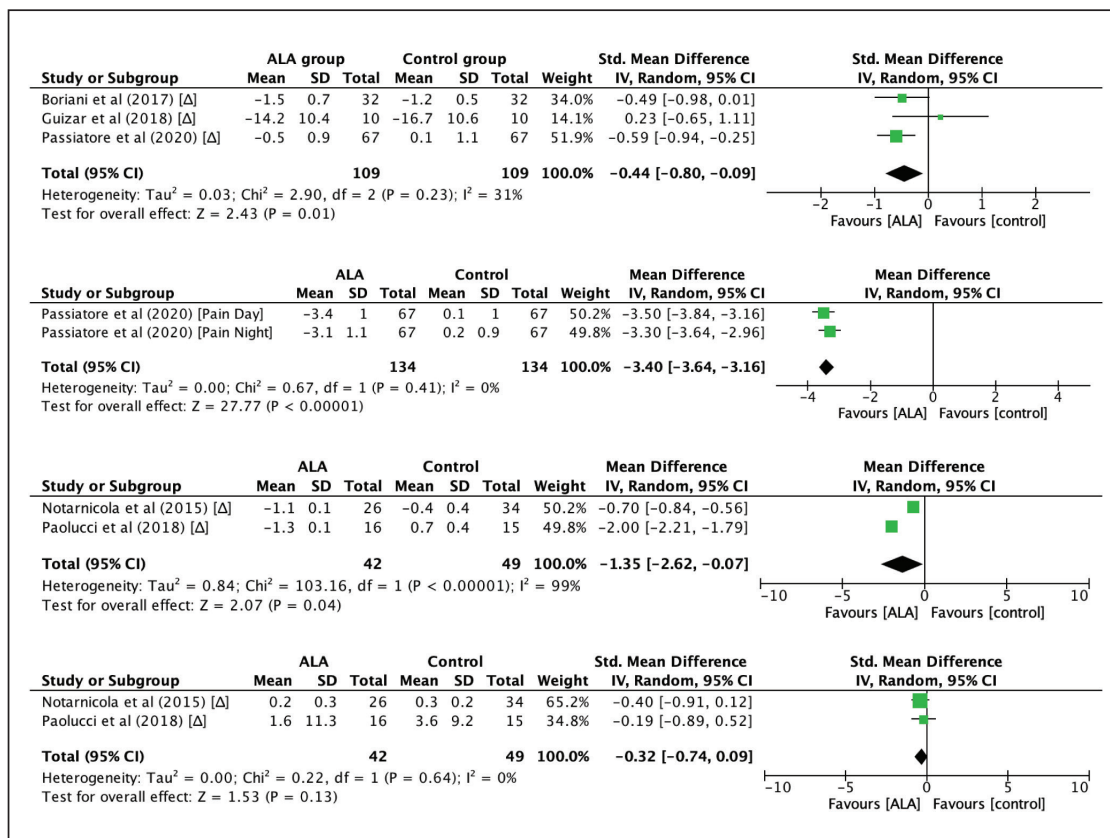 ALA group Control group Std. Mean Difference Std. Mean Difference
Study or Subgroup Mean SD Total Mean SD Total Weight IV, Random, 95% CI IV, Random, 95% CI
Boriani et al (2017) [Δ] −1.5 0.7 32 −1.2 0.5 32 34.0% −0.49 [−0.98, 0.01]
Guizar et al (2018) [Δ] −14.2 10.4 10 −16.7 10.6 10 14.1% 0.23 [−0.65, 1.11]
Passiatore et al (2020) [Δ] −0.5 0.9 67 0.1 1.1 67 51.9% −0.59 [−0.94, −0.25]
Total (95% CI) 109 109 100.0% −0.44 [−0.80, −0.09]
Heterogeneity: Tau² = 0.03; Chi² = 2.90, df = 2 (P = 0.23); I² = 31%
Test for overall effect: Z = 2.43 (P = 0.01)
−2 −1 0 1 2
Favours [ALA] Favours [control]
ALA Control Mean Difference Mean Difference
Study or Subgroup Mean SD Total Mean SD Total Weight IV, Random, 95% CI IV, Random, 95% CI
Passiatore et al (2020) [Pain Day] −3.4 1 67 0.1 1 67 50.2% −3.50 [−3.84, −3.16]
Passiatore et al (2020) [Pain Night] −3.1 1.1 67 0.2 0.9 67 49.8% −3.30 [−3.64, −2.96]
Total (95% CI) 134 134 100.0% −3.40 [−3.64, −3.16]
Heterogeneity: Tau² = 0.00; Chi² = 0.67, df = 1 (P = 0.41); I² = 0%
Test for overall effect: Z = 27.77 (P < 0.00001)
−4 −2 0 2 4
Favours [ALA] Favours [control]
ALA Control Mean Difference Mean Difference
Study or Subgroup Mean SD Total Mean SD Total Weight IV, Random, 95% CI IV, Random, 95% CI
Notarnicola et al (2015) [Δ] −1.1 0.1 26 −0.4 0.4 34 50.2% −0.70 [−0.84, −0.56]
Paolucci et al (2018) [Δ] −1.3 0.1 16 0.7 0.4 15 49.8% −2.00 [−2.21, −1.79]
Total (95% CI) 42 49 100.0% −1.35 [−2.62, −0.07]
Heterogeneity: Tau² = 0.84; Chi² = 103.16, df = 1 (P < 0.00001); I² = 99%
Test for overall effect: Z = 2.07 (P = 0.04)
−10 −5 0 5 10
Favours [ALA] Favours [control]
ALA Control Std. Mean Difference Std. Mean Difference
Study or Subgroup Mean SD Total Mean SD Total Weight IV, Random, 95% CI IV, Random, 95% CI
Notarnicola et al (2015) [Δ] 0.2 0.3 26 0.3 0.2 34 65.2% −0.40 [−0.91, 0.12]
Paolucci et al (2018) [Δ] 1.6 11.3 16 3.6 9.2 15 34.8% −0.19 [−0.89, 0.52]
Total (95% CI) 42 49 100.0% −0.32 [−0.74, 0.09]
Heterogeneity: Tau² = 0.00; Chi² = 0.22, df = 1 (P = 0.64); I² = 0%
Test for overall effect: Z = 1.53 (P = 0.13)
−10 −5 0 5 10
Favours [ALA] Favours [control]